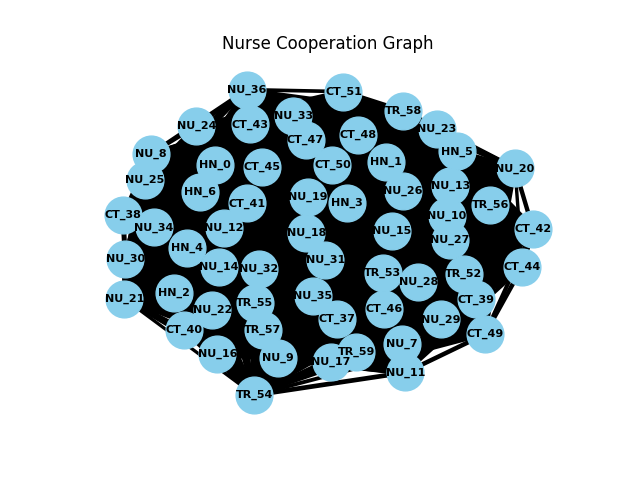 Nurse Cooperation Graph
NU_36
CT_51
TR_58
NU_33
NU_24
CT_43
NU_23
CT_48
CT_47
NU_8
HN_5
HN_0
CT_45
CT_50
HN_1
NU_20
NU_25
NU_13
HN_6
NU_26
NU_19
CT_41
HN_3
TR_56
CT_38
NU_10
NU_34
NU_12
CT_42
NU_18
NU_15
NU_27
HN_4
NU_30
NU_31
NU_14
NU_32
CT_44
TR_53
TR_52
NU_28
HN_2
NU_35
NU_21
CT_39
TR_55
NU_22
CT_46
CT_37
NU_29
CT_40
TR_57
CT_49
NU_7
TR_59
NU_16
NU_9
NU_17
NU_11
TR_54